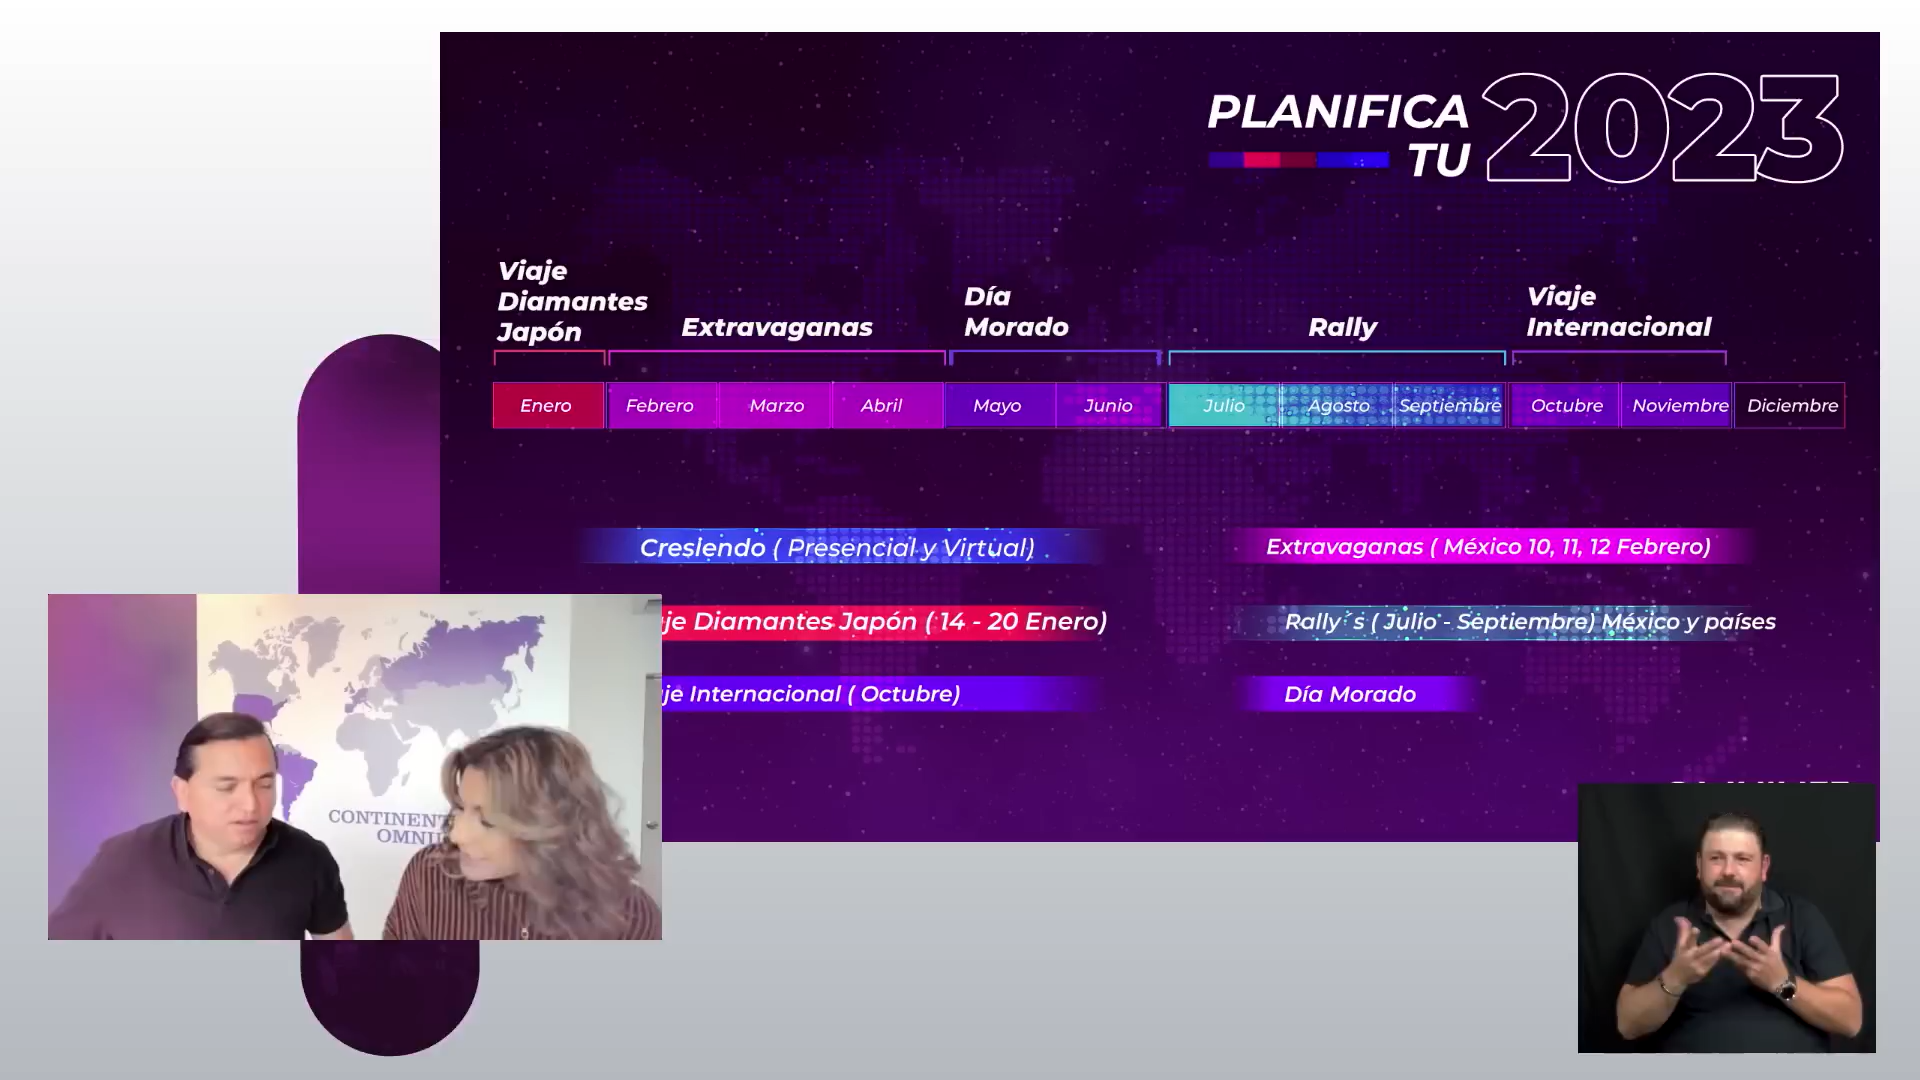 PLANIFICA
TU 2023
Viaje
Diamantes
Japón
Extravaganas
Día
Morado
Rally
Viaje
Internacional
Enero Febrero Marzo Abril Mayo Junio Julio Agosto Septiembre Octubre Noviembre Diciembre
Cresiendo ( Presencial y Virtual)
Extravaganas ( México 10, 11, 12 Febrero)
je Diamantes Japón ( 14 - 20 Enero)
Rally´s ( Julio - Septiembre) México y países
je Internacional ( Octubre)
Día Morado
CONTINENT
OMNI